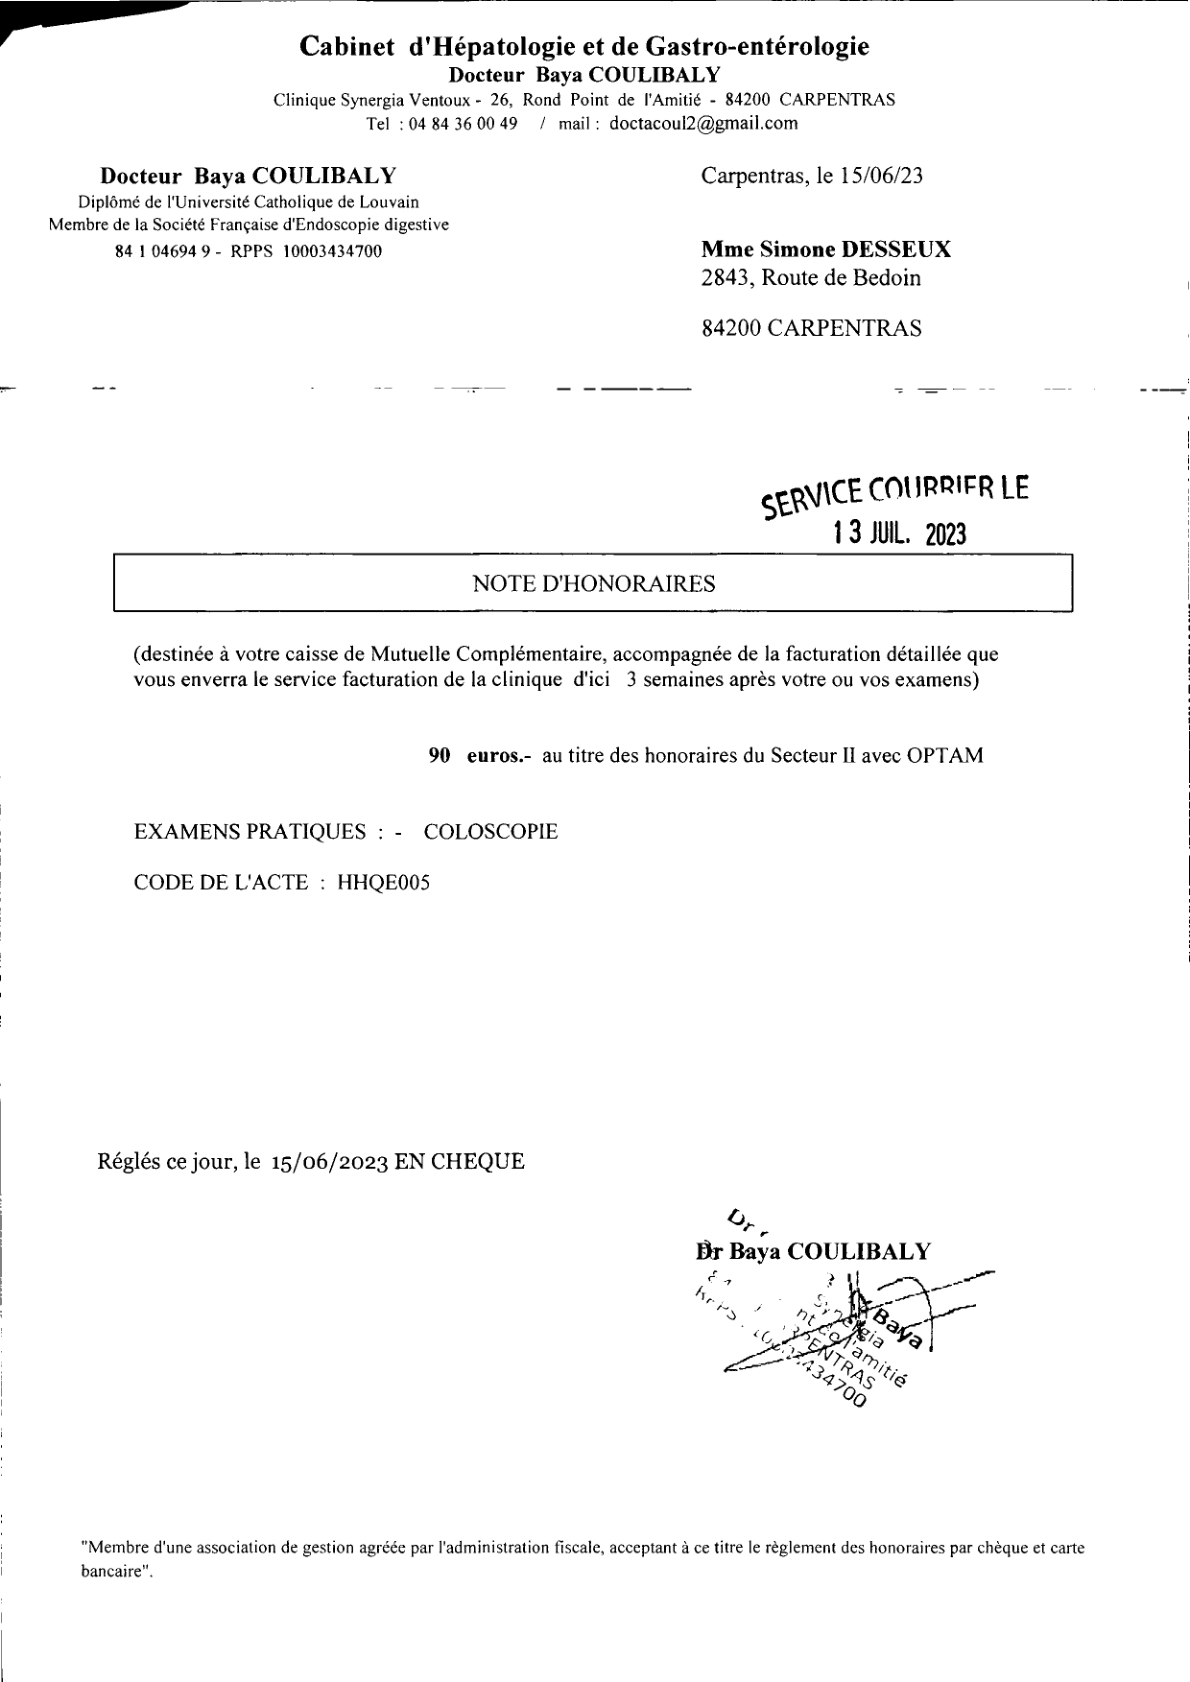 Cabinet d'Hépatologie et de Gastro-entérologie
Docteur Baya COULIBALY
Clinique Synergia Ventoux - 26, Rond Point de l'Amitié - 84200 CARPENTRAS
Tel : 04 84 36 00 49 / mail : doctacoul2@gmail.com
Docteur Baya COULIBALY
Diplômé de l'Université Catholique de Louvain
Membre de la Société Française d'Endoscopie digestive
84 1 04694 9 - RPPS 10003434700
Carpentras, le 15/06/23
Mme Simone DESSEUX
2843, Route de Bedoin
84200 CARPENTRAS
SERVICE COURRIER LE
13 JUIL. 2023
NOTE D'HONORAIRES
(destinée à votre caisse de Mutuelle Complémentaire, accompagnée de la facturation détaillée que
vous enverra le service facturation de la clinique d'ici 3 semaines après votre ou vos examens)
90 euros.- au titre des honoraires du Secteur II avec OPTAM
EXAMENS PRATIQUES : - COLOSCOPIE
CODE DE L'ACTE : HHQE005
Réglés ce jour, le 15/06/2023 EN CHEQUE
Dr
Dr Baya COULIBALY
Baya
Synergia
de l'amitié
434700
"Membre d'une association de gestion agréée par l'administration fiscale, acceptant à ce titre le règlement des honoraires par chèque et carte
bancaire".